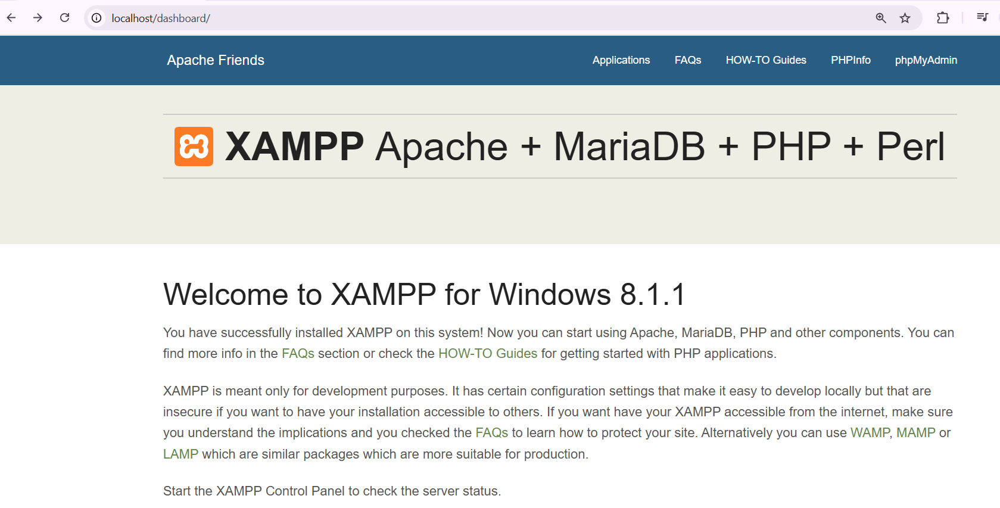 localhost/dashboard/
Apache Friends
Applications FAQs HOW-TO Guides PHPInfo phpMyAdmin
XAMPP Apache + MariaDB + PHP + Perl
Welcome to XAMPP for Windows 8.1.1
You have successfully installed XAMPP on this system! Now you can start using Apache, MariaDB, PHP and other components. You can
find more info in the FAQs section or check the HOW-TO Guides for getting started with PHP applications.
XAMPP is meant only for development purposes. It has certain configuration settings that make it easy to develop locally but that are
insecure if you want to have your installation accessible to others. If you want have your XAMPP accessible from the internet, make sure
you understand the implications and you checked the FAQs to learn how to protect your site. Alternatively you can use WAMP, MAMP or
LAMP which are similar packages which are more suitable for production.
Start the XAMPP Control Panel to check the server status.